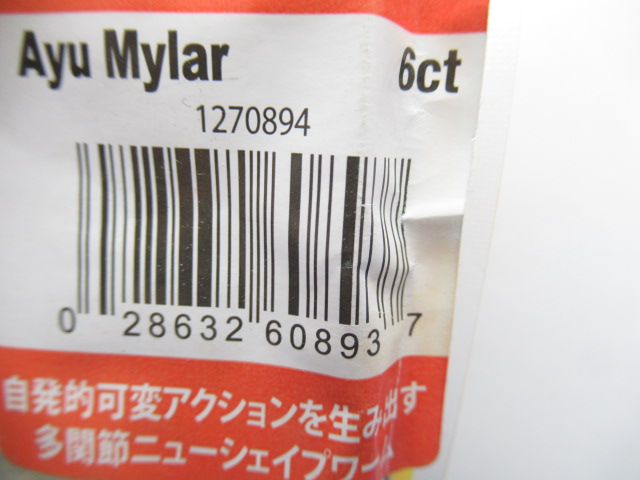 Ayu Mylar 6ct
1270894
0 28632 60893 7
自発的可変アクションを生み出す
多関節ニューシェイプワーム